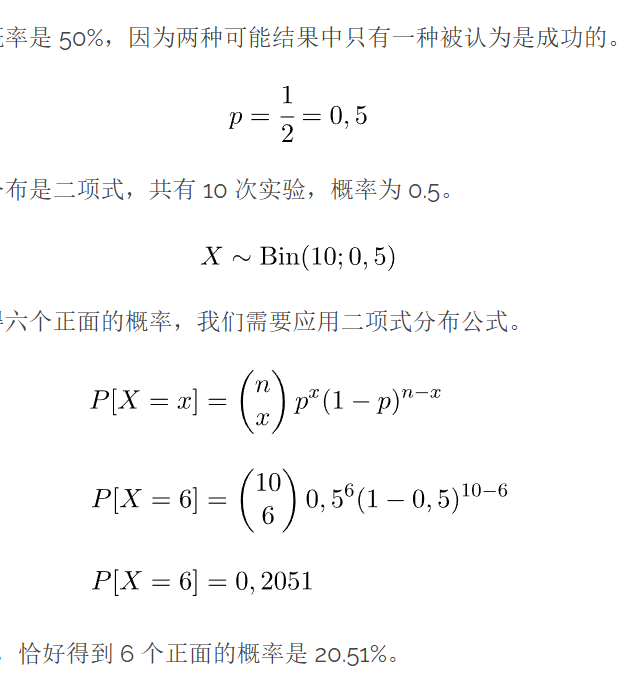 率是 50%，因为两种可能结果中只有一种被认为是成功的。
p = \frac{1}{2} = 0,5
布是二项式，共有 10 次实验，概率为 0.5。
X ∼ Bin(10; 0,5)
六个正面的概率，我们需要应用二项式分布公式。
P[X = x] = \binom{n}{x} p^x (1 − p)^{n−x}
P[X = 6] = \binom{10}{6} 0,5^6 (1 − 0,5)^{10−6}
P[X = 6] = 0,2051
，恰好得到 6 个正面的概率是 20.51%。